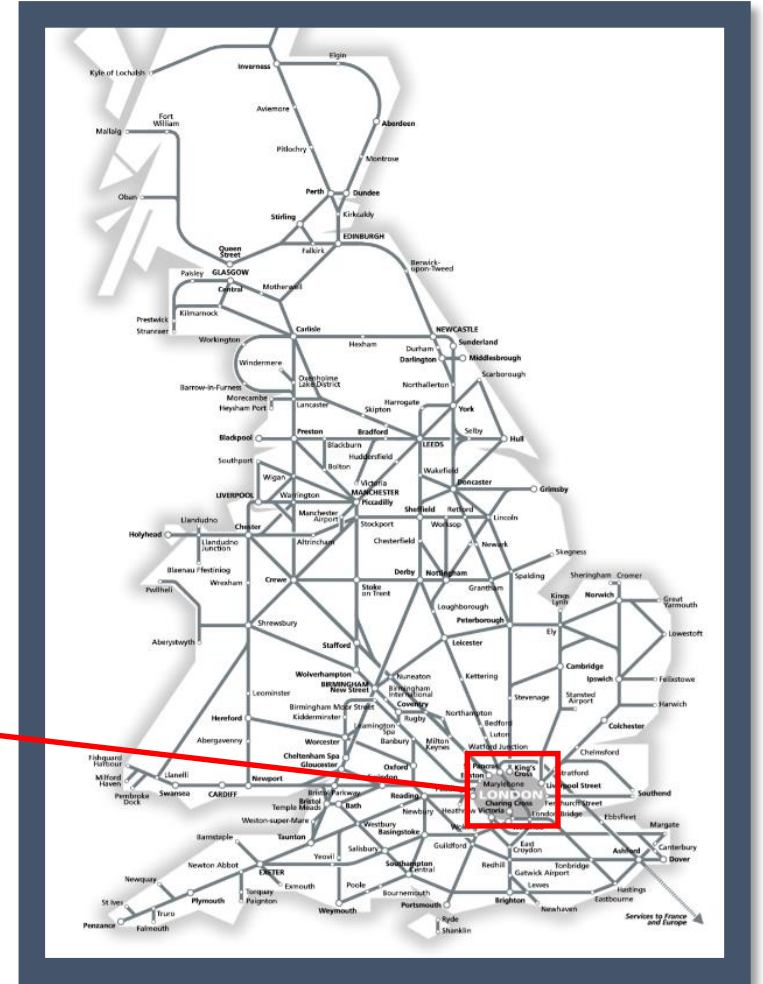 Kyle of Lochalsh
Inverness
Elgin
Aviemore
Fort
William
Mallaig
Aberdeen
Pitlochry
Montrose
Oban
Perth
Dundee
Stirling
Kirkcaldy
Queen
Street
EDINBURGH
Falkirk
Berwick-
upon-Tweed
Paisley
GLASGOW
Central
Motherwell
Prestwick
Kilmarnock
Stranraer
Carlisle
NEWCASTLE
Workington
Hexham
Sunderland
Durham
Darlington
Middlesbrough
Windermere
Oxenholme
Lake District
Northallerton
Scarborough
Barrow-in-Furness
Morecambe
Lancaster
Harrogate
York
Heysham Port
Skipton
Blackpool
Preston
Bradford
LEEDS
Selby
Hull
Blackburn
Huddersfield
Southport
Bolton
Wakefield
Wigan
Victoria
MANCHESTER
Piccadilly
Doncaster
Grimsby
LIVERPOOL
Warrington
Manchester
Airport
Sheffield
Retford
Llandudno
Stockport
Worksop
Lincoln
Holyhead
Chester
Llandudno
Junction
Altrincham
Chesterfield
Newark
Skegness
Blaenau Ffestiniog
Derby
Nottingham
Pwllheli
Wrexham
Crewe
Stoke
on Trent
Grantham
Spalding
Sheringham
Cromer
Kings
Lynn
Norwich
Great
Yarmouth
Loughborough
Shrewsbury
Peterborough
Ely
Lowestoft
Aberystwyth
Stafford
Leicester
Wolverhampton
Cambridge
BIRMINGHAM
New Street
Nuneaton
Birmingham
International
Kettering
Ipswich
Felixstowe
Leominster
Birmingham Moor Street
Coventry
Stevenage
Stansted
Airport
Harwich
Hereford
Kidderminster
Rugby
Northampton
Leamington
Spa
Bedford
Colchester
Abergavenny
Worcester
Banbury
Milton
Keynes
Luton
Cheltenham Spa
Watford Junction
Chelmsford
Fishguard
Harbour
Gloucester
Oxford
St Pancras
King's
Cross
Stratford
Milford
Haven
Llanelli
Newport
Swindon
Euston
Marylebone
Liverpool Street
Pembroke
Dock
Swansea
CARDIFF
Bristol Parkway
Reading
LONDON
Southend
Bristol
Temple Meads
Bath
Charing Cross
Fenchurch Street
Newbury
Heathrow
Victoria
London Bridge
Ebbsfleet
Weston-super-Mare
Westbury
Basingstoke
Margate
Barnstaple
Taunton
Salisbury
Guildford
East
Croydon
Canterbury
Yeovil
Redhill
Tonbridge
Ashford
Dover
Newton Abbot
EXETER
Southampton
Central
Gatwick Airport
Newquay
Exmouth
Poole
Lewes
Hastings
St Ives
Plymouth
Torquay
Paignton
Bournemouth
Eastbourne
Truro
Weymouth
Portsmouth
Brighton
Newhaven
Penzance
Falmouth
Ryde
Shanklin
Services to France
and Europe